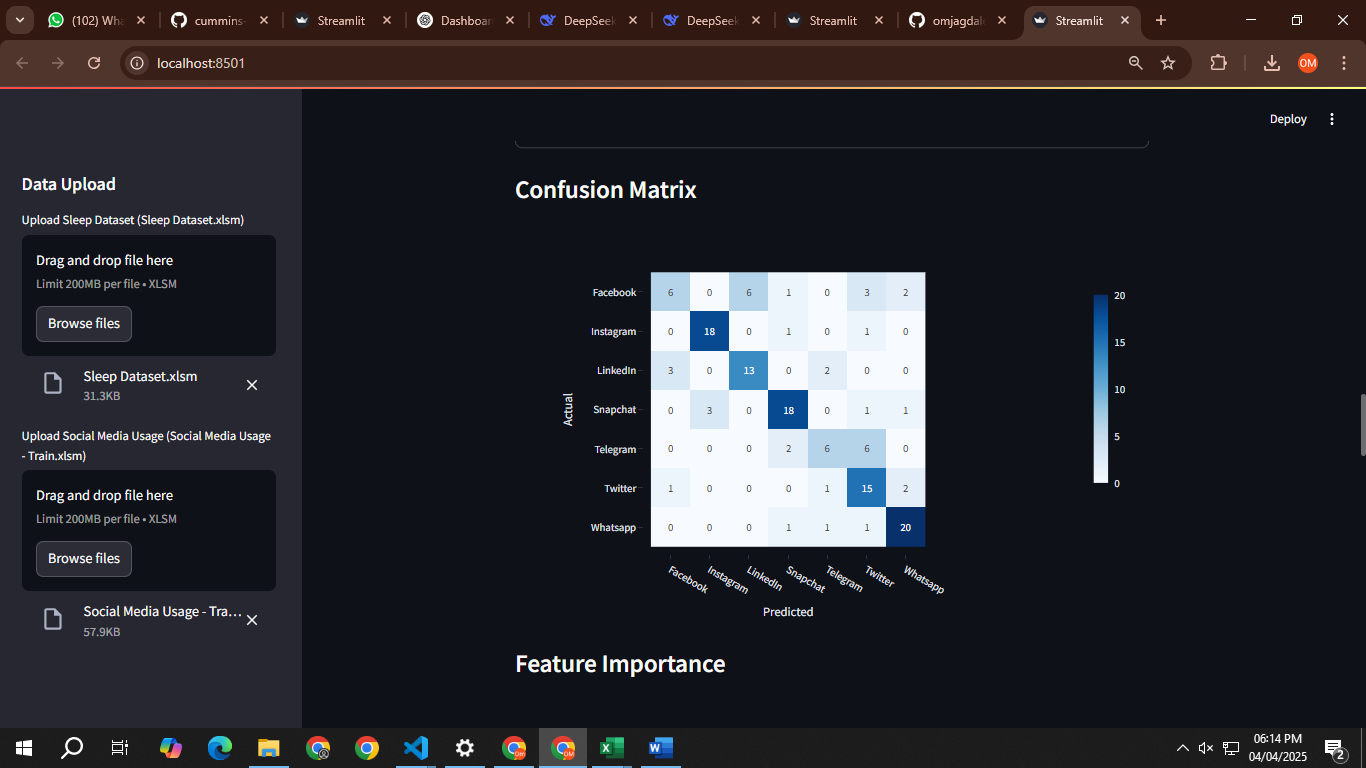 (102) Wha
cummins-
Streamlit
Dashboar
DeepSeek
DeepSeek
Streamlit
omjagdale
Streamlit
localhost:8501
OM
Deploy
Data Upload
Upload Sleep Dataset (Sleep Dataset.xlsm)
Drag and drop file here
Limit 200MB per file • XLSM
Browse files
Sleep Dataset.xlsm
31.3KB
Upload Social Media Usage (Social Media Usage
- Train.xlsm)
Drag and drop file here
Limit 200MB per file • XLSM
Browse files
Social Media Usage - Tra...
57.9KB
Confusion Matrix
Actual
Facebook 6 0 6 1 0 3 2
Instagram 0 18 0 1 0 1 0
LinkedIn 3 0 13 0 2 0 0
Snapchat 0 3 0 18 0 1 1
Telegram 0 0 0 2 6 6 0
Twitter 1 0 0 0 1 15 2
Whatsapp 0 0 0 1 1 1 20
Facebook Instagram LinkedIn Snapchat Telegram Twitter Whatsapp
Predicted
20
15
10
5
0
Feature Importance
06:14 PM
04/04/2025
2